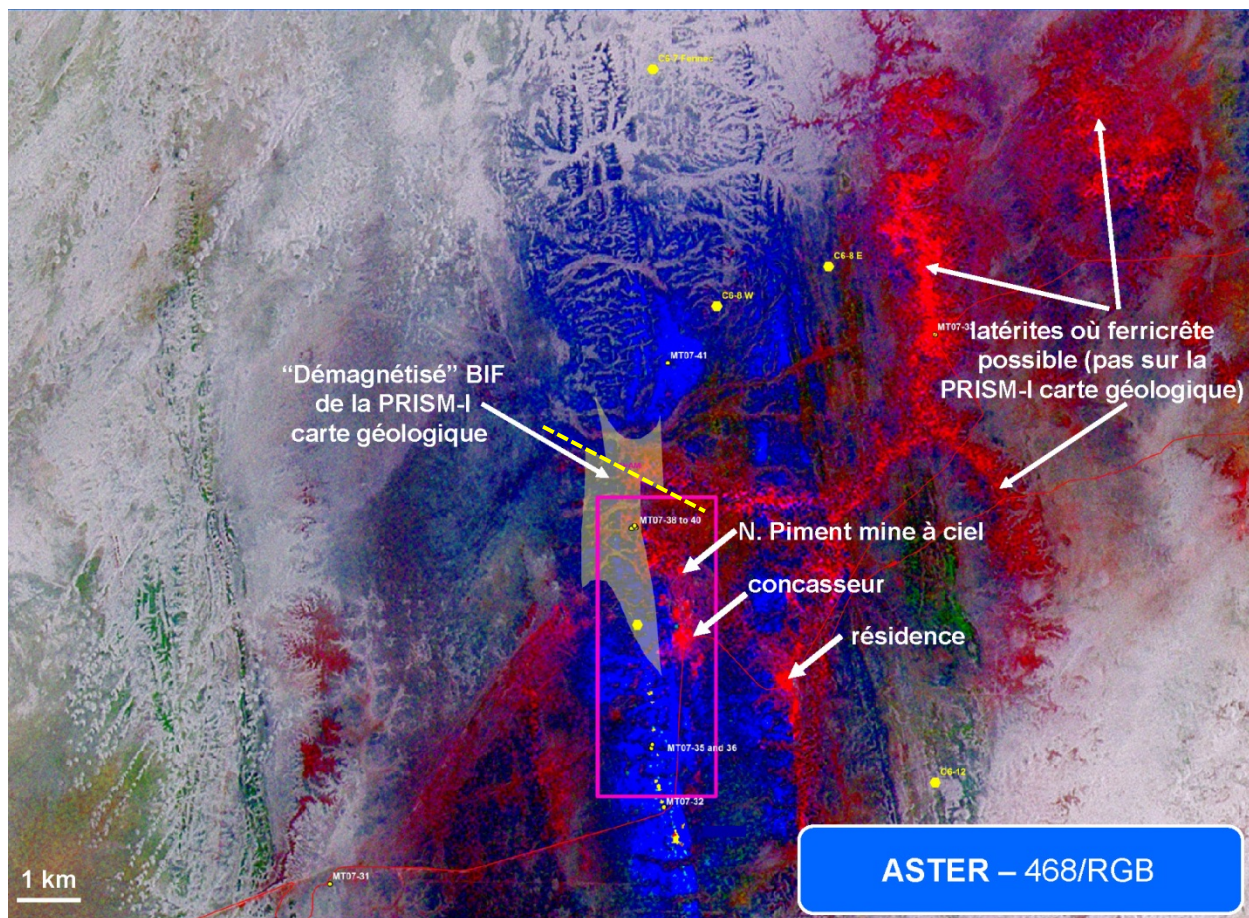 C5-7 Fennec
C6-8 E
C6-8 W
MT07-33
MT07-41
latérites où ferricrête
possible (pas sur la
PRISM-I carte géologique)
“Démagnétisé” BIF
de la PRISM-I
carte géologique
MT07-38 to 40
N. Piment mine à ciel
concasseur
résidence
MT07-35 and 36
C6-12
MT07-32
MT07-31
1 km
ASTER – 468/RGB